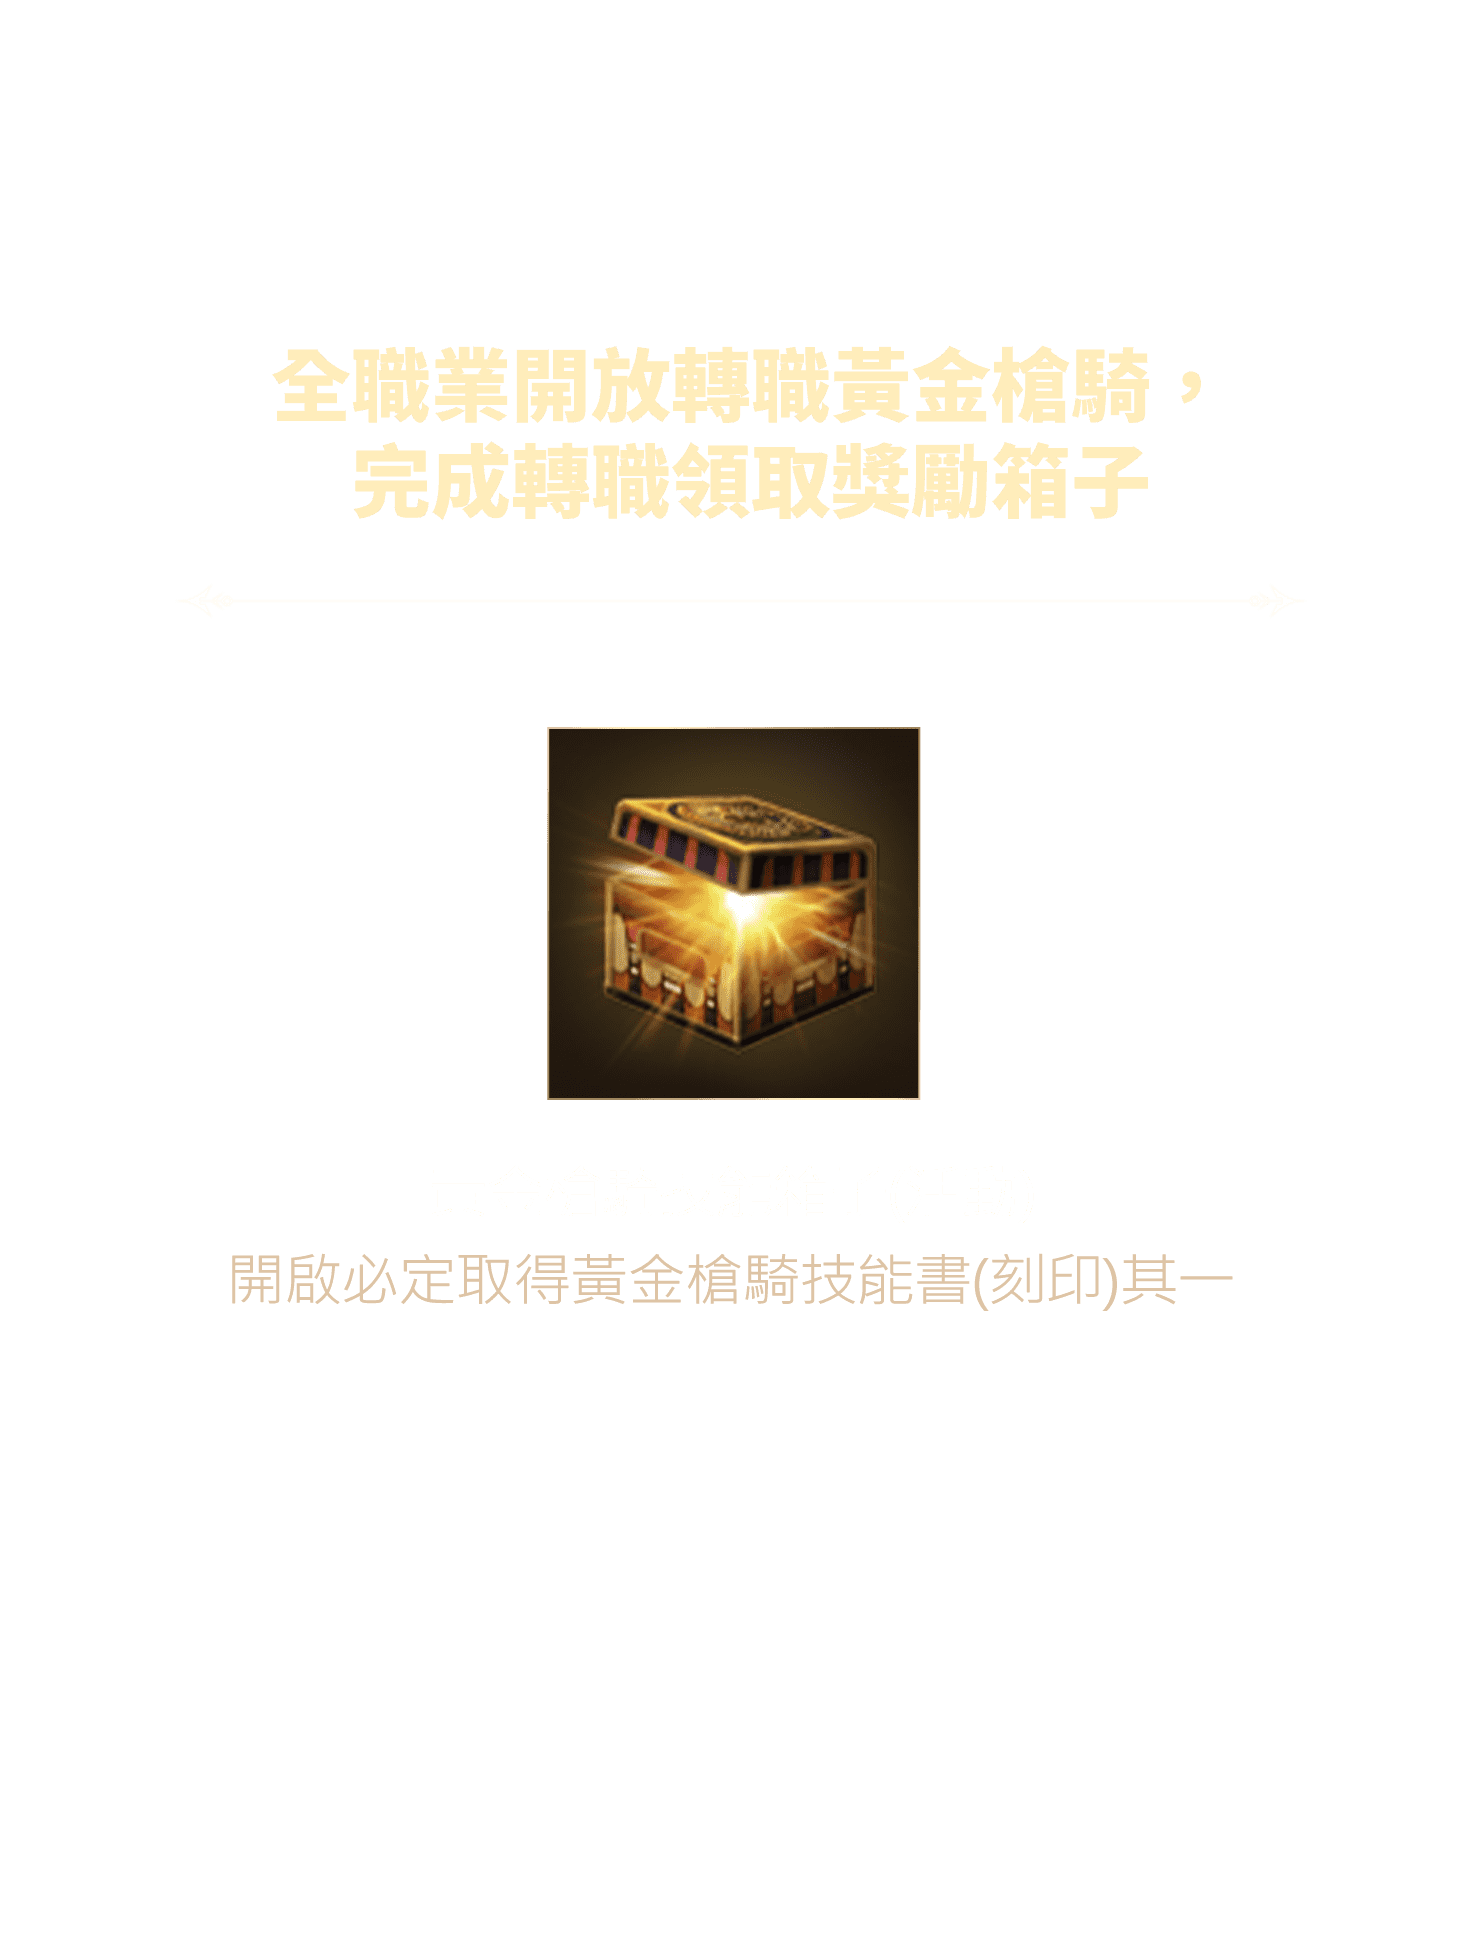 全職業開放轉職黃金槍騎，
完成轉職領取獎勵箱子
開啟必定取得黃金槍騎技能書(刻印)其一